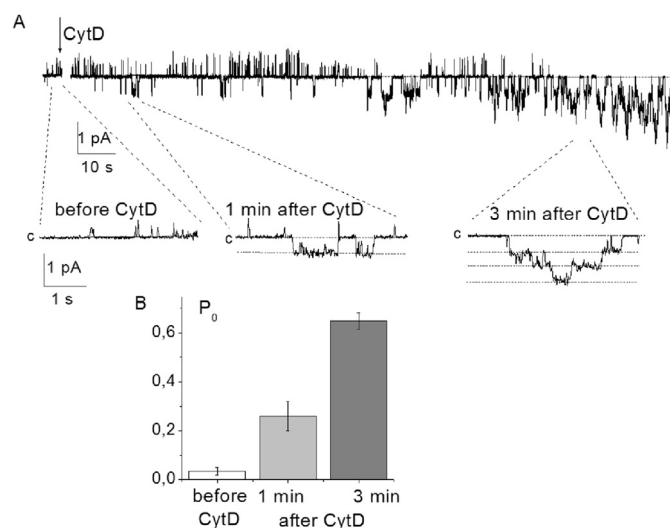 A
CytD
1 pA
10 s
before CytD
1 min after CytD
3 min after CytD
c
c
c
1 pA
1 s
B
P0
0,6
0,4
0,2
0,0
before
CytD
1 min
3 min
after CytD